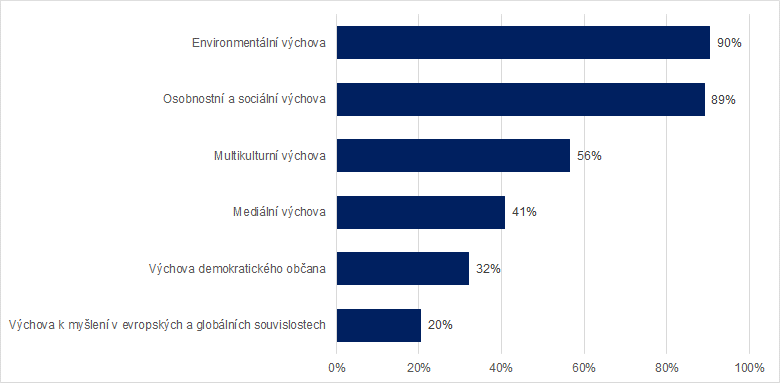 Environmentální výchova 90%
Osobnostní a sociální výchova 89%
Multikulturní výchova 56%
Mediální výchova 41%
Výchova demokratického občana 32%
Výchova k myšlení v evropských a globálních souvislostech 20%
0% 20% 40% 60% 80% 100%